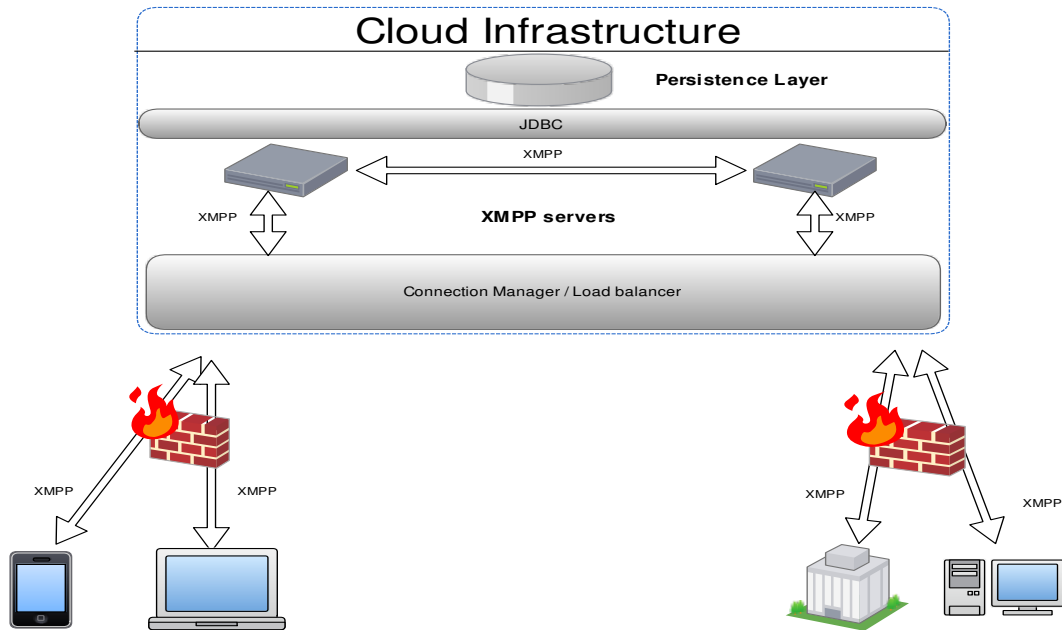 Cloud Infrastructure
Persistence Layer
JDBC
XMPP
XMPP
XMPP servers
XMPP
Connection Manager / Load balancer
XMPP
XMPP
XMPP
XMPP